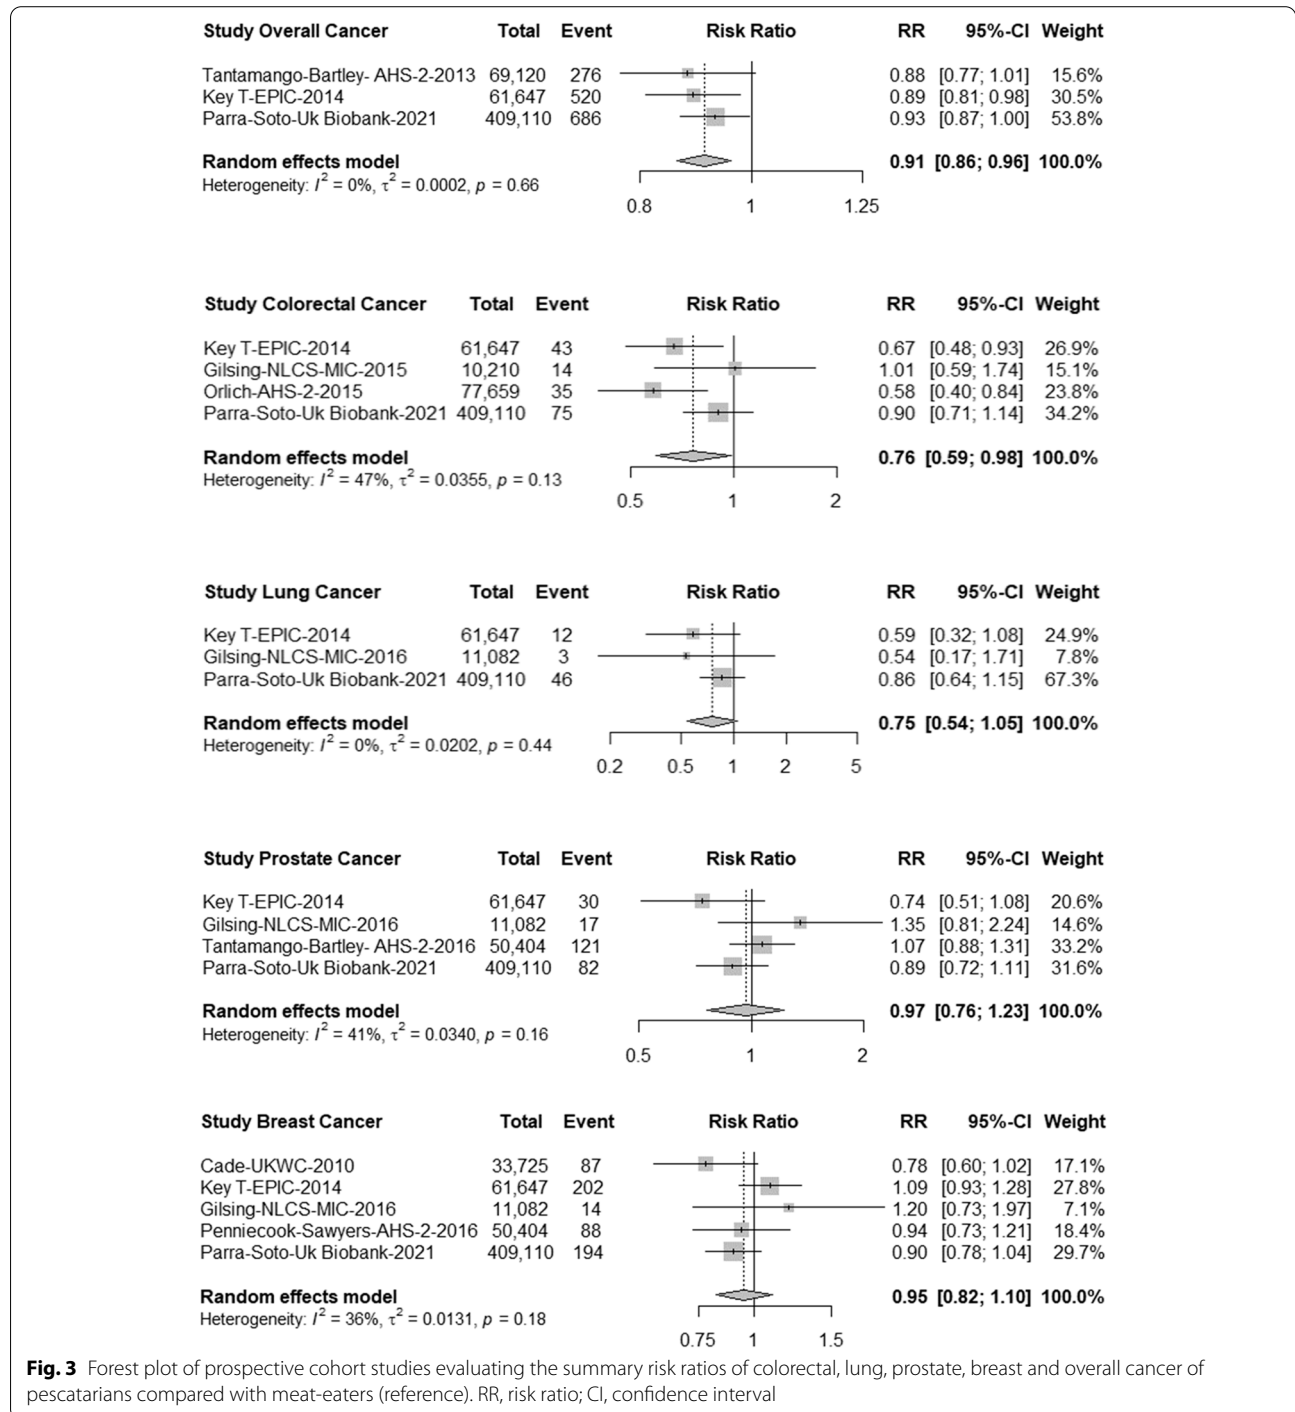 Study Overall Cancer Total Event Risk Ratio RR 95%-CI Weight
Tantamango-Bartley- AHS-2-2013 69,120 276 0.88 [0.77; 1.01] 15.6%
Key T-EPIC-2014 61,647 520 0.89 [0.81; 0.98] 30.5%
Parra-Soto-Uk Biobank-2021 409,110 686 0.93 [0.87; 1.00] 53.8%
Random effects model 0.91 [0.86; 0.96] 100.0%
Heterogeneity: I² = 0%, τ² = 0.0002, p = 0.66
0.8 1 1.25
Study Colorectal Cancer Total Event Risk Ratio RR 95%-CI Weight
Key T-EPIC-2014 61,647 43 0.67 [0.48; 0.93] 26.9%
Gilsing-NLCS-MIC-2015 10,210 14 1.01 [0.59; 1.74] 15.1%
Orlich-AHS-2-2015 77,659 35 0.58 [0.40; 0.84] 23.8%
Parra-Soto-Uk Biobank-2021 409,110 75 0.90 [0.71; 1.14] 34.2%
Random effects model 0.76 [0.59; 0.98] 100.0%
Heterogeneity: I² = 47%, τ² = 0.0355, p = 0.13
0.5 1 2
Study Lung Cancer Total Event Risk Ratio RR 95%-CI Weight
Key T-EPIC-2014 61,647 12 0.59 [0.32; 1.08] 24.9%
Gilsing-NLCS-MIC-2016 11,082 3 0.54 [0.17; 1.71] 7.8%
Parra-Soto-Uk Biobank-2021 409,110 46 0.86 [0.64; 1.15] 67.3%
Random effects model 0.75 [0.54; 1.05] 100.0%
Heterogeneity: I² = 0%, τ² = 0.0202, p = 0.44
0.2 0.5 1 2 5
Study Prostate Cancer Total Event Risk Ratio RR 95%-CI Weight
Key T-EPIC-2014 61,647 30 0.74 [0.51; 1.08] 20.6%
Gilsing-NLCS-MIC-2016 11,082 17 1.35 [0.81; 2.24] 14.6%
Tantamango-Bartley- AHS-2-2016 50,404 121 1.07 [0.88; 1.31] 33.2%
Parra-Soto-Uk Biobank-2021 409,110 82 0.89 [0.72; 1.11] 31.6%
Random effects model 0.97 [0.76; 1.23] 100.0%
Heterogeneity: I² = 41%, τ² = 0.0340, p = 0.16
0.5 1 2
Study Breast Cancer Total Event Risk Ratio RR 95%-CI Weight
Cade-UKWC-2010 33,725 87 0.78 [0.60; 1.02] 17.1%
Key T-EPIC-2014 61,647 202 1.09 [0.93; 1.28] 27.8%
Gilsing-NLCS-MIC-2016 11,082 14 1.20 [0.73; 1.97] 7.1%
Penniecook-Sawyers-AHS-2-2016 50,404 88 0.94 [0.73; 1.21] 18.4%
Parra-Soto-Uk Biobank-2021 409,110 194 0.90 [0.78; 1.04] 29.7%
Random effects model 0.95 [0.82; 1.10] 100.0%
Heterogeneity: I² = 36%, τ² = 0.0131, p = 0.18
0.75 1 1.5
Fig. 3 Forest plot of prospective cohort studies evaluating the summary risk ratios of colorectal, lung, prostate, breast and overall cancer of
pescatarians compared with meat-eaters (reference). RR, risk ratio; CI, confidence interval